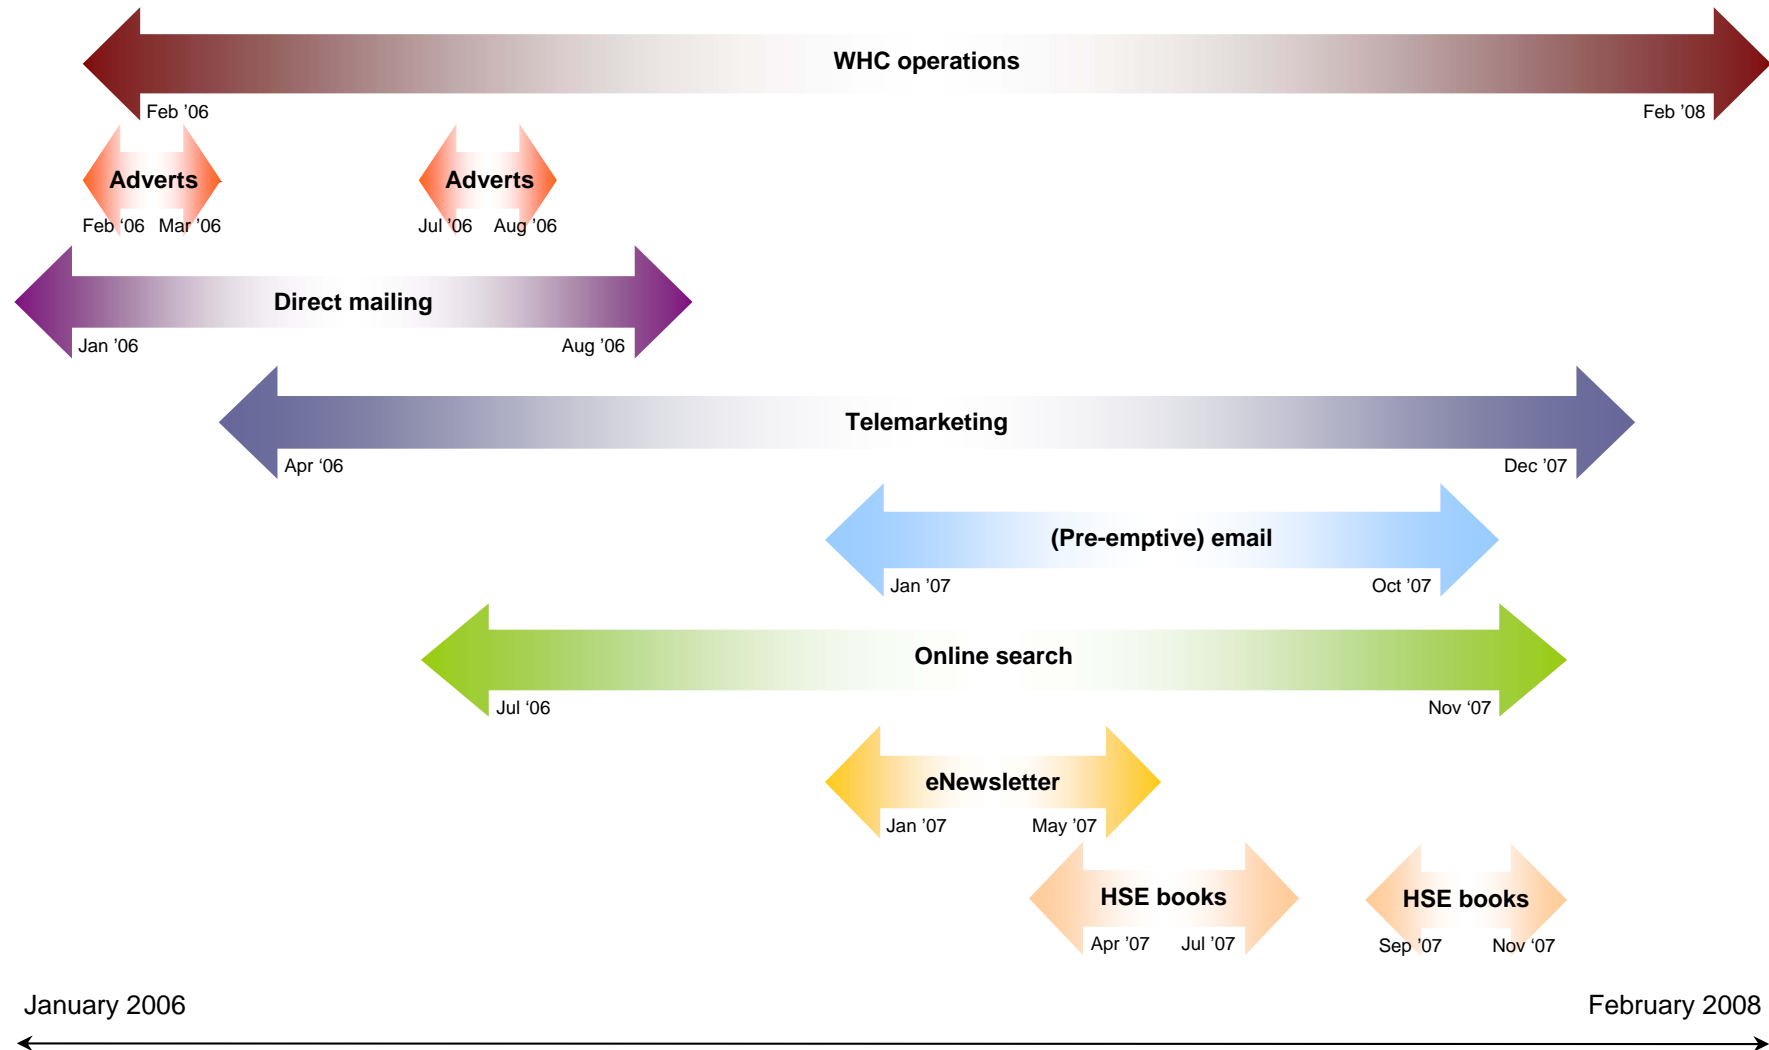 WHC operations
Feb ’06 Feb ’08
Adverts Adverts
Feb ‘06 Mar ’06 Jul ’06 Aug ’06
Direct mailing
Jan ’06 Aug ’06
Telemarketing
Apr ‘06 Dec ’07
(Pre-emptive) email
Jan ’07 Oct ’07
Online search
Jul ‘06 Nov ‘07
eNewsletter
Jan ’07 May ’07
HSE books HSE books
Apr ’07 Jul ’07 Sep ’07 Nov ‘07
January 2006 February 2008